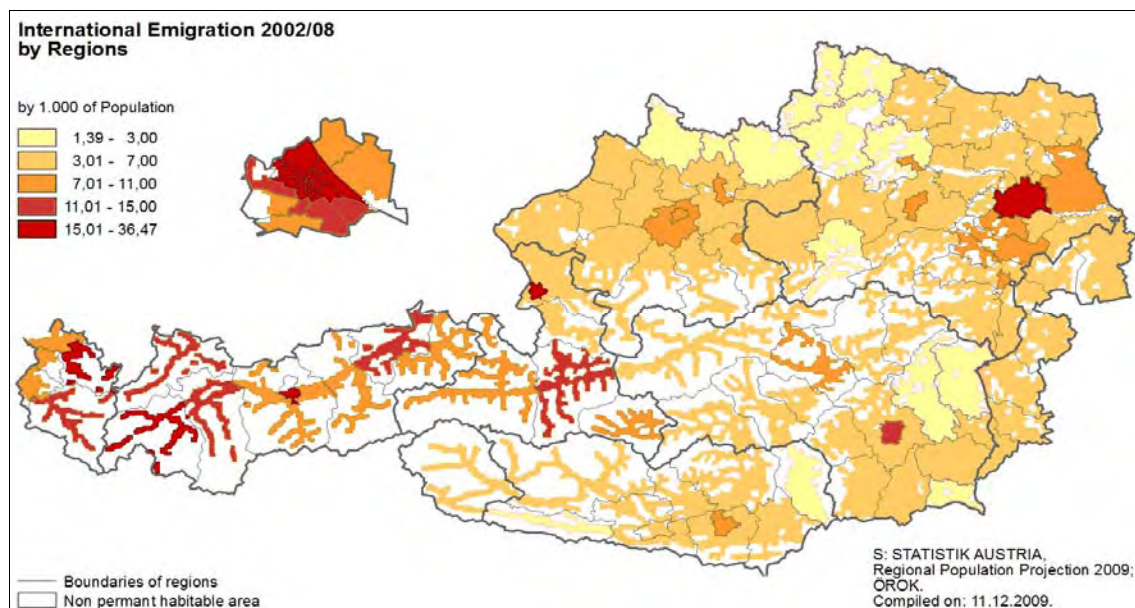 International Emigration 2002/08
by Regions
by 1.000 of Population
1,39 - 3,00
3,01 - 7,00
7,01 - 11,00
11,01 - 15,00
15,01 - 36,47
Boundaries of regions
Non permant habitable area
S: STATISTIK AUSTRIA,
Regional Population Projection 2009;
ÖROK.
Compiled on: 11.12.2009.